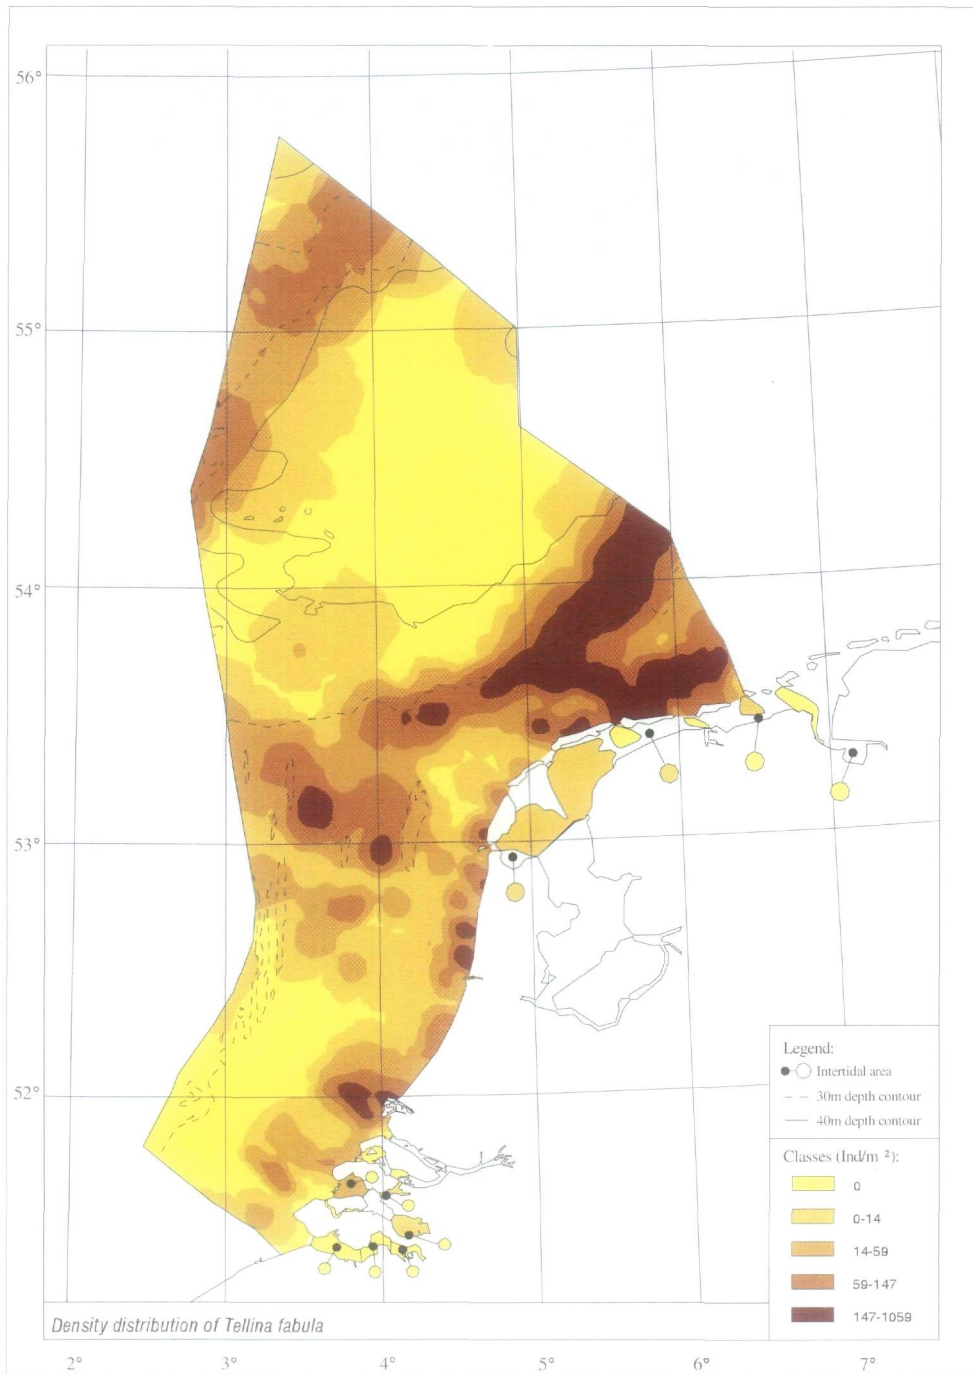 56°
55°
54°
53°
52°
Legend:
Intertidal area
30m depth contour
40m depth contour
Classes (Ind/m ²):
0
0-14
14-59
59-147
147-1059
Density distribution of Tellina fabula
2° 3° 4° 5° 6° 7°